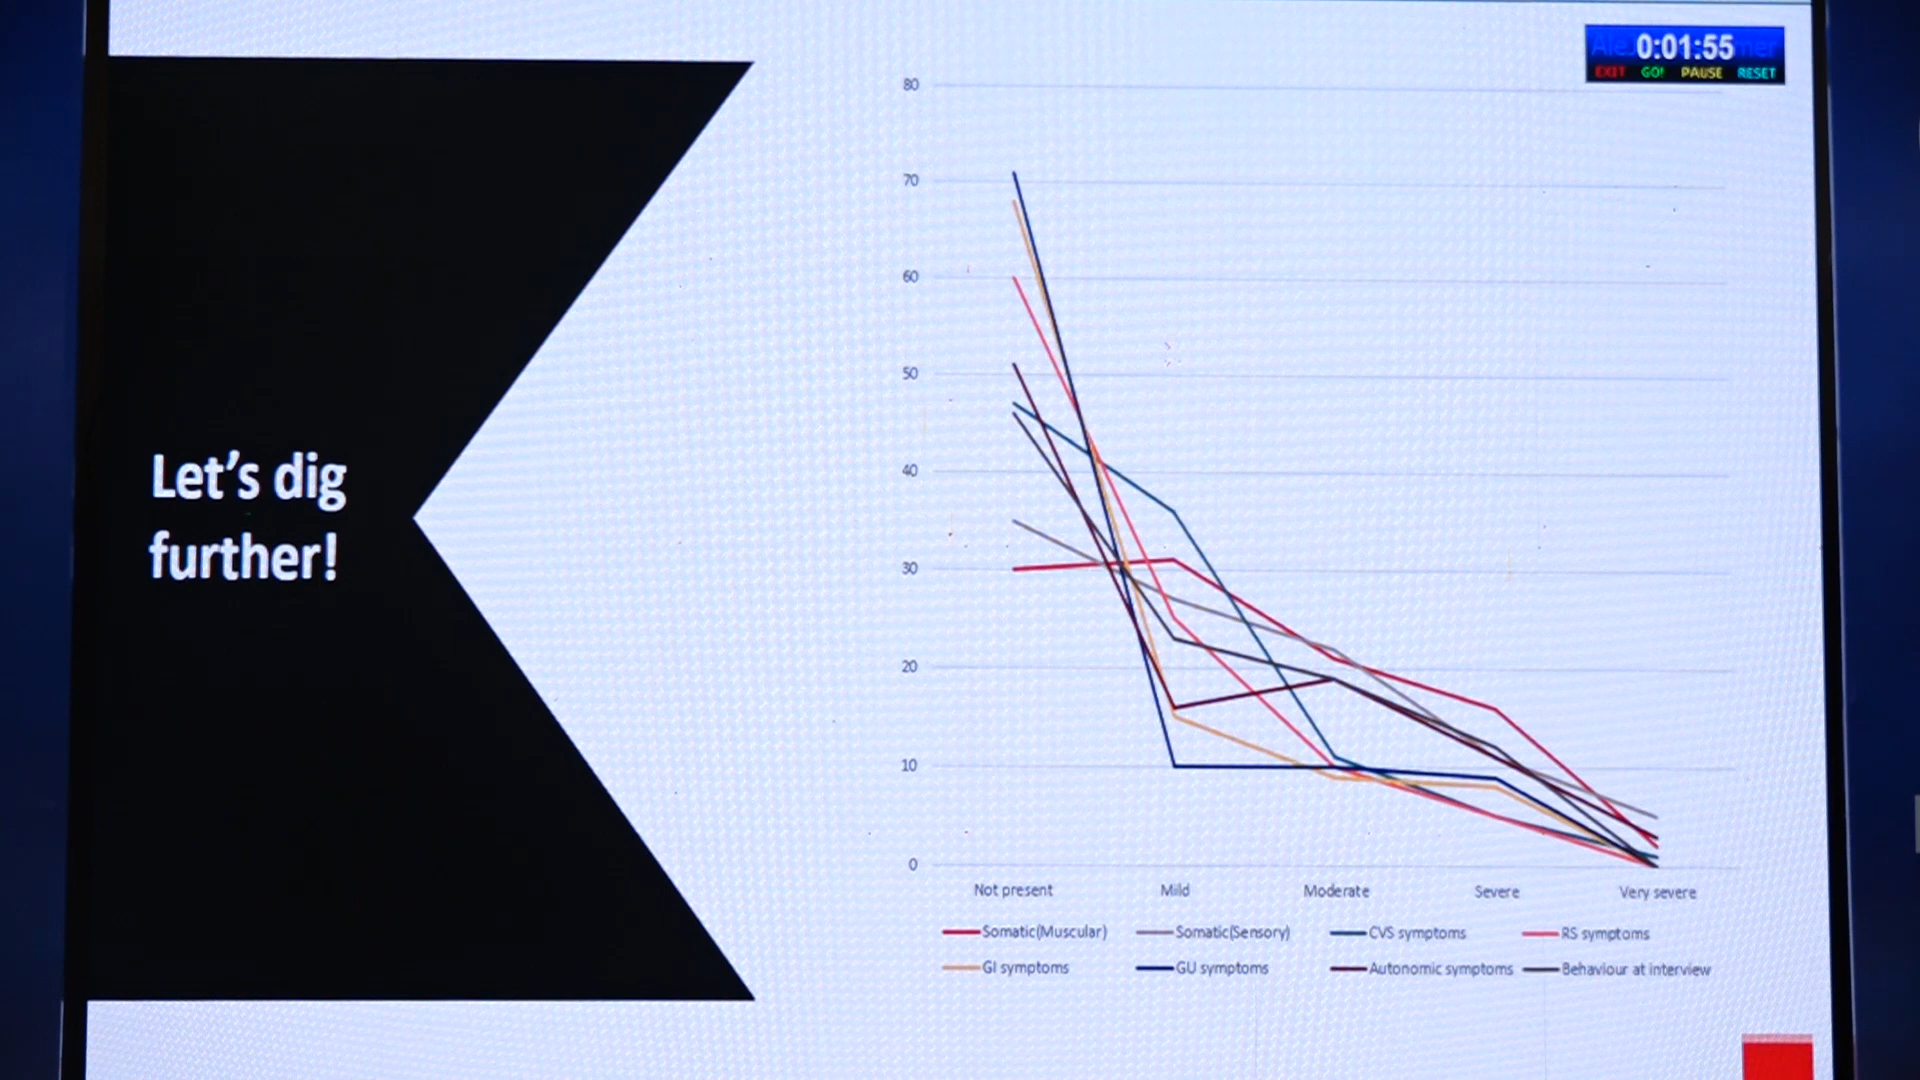 0:01:55
EXIT GO! PAUSE RESET
Let's dig
further!
80
70
60
50
40
30
20
10
0
Not present Mild Moderate Severe Very severe
Somatic(Muscular) Somatic(Sensory) CVS symptoms RS symptoms
GI symptoms GU symptoms Autonomic symptoms Behaviour at interview